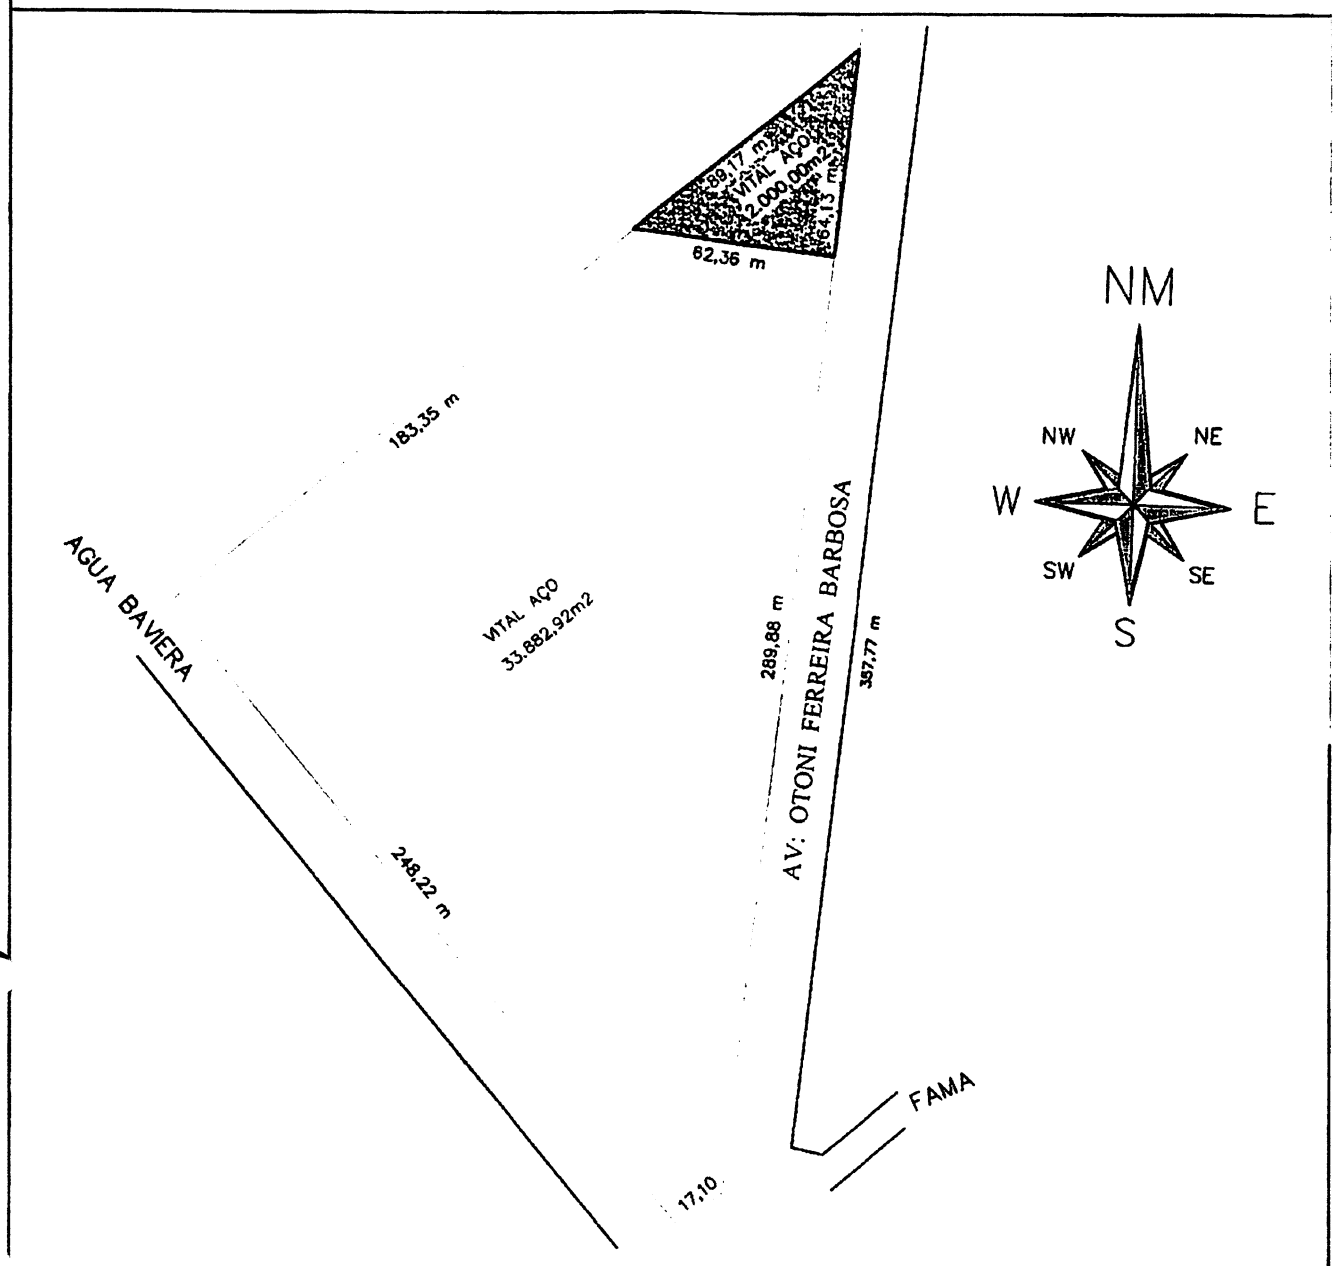 89,17 m
VITAL AÇO
2.000,00m2
64,13 m
62,36 m
NM
183,35 m
NW
NE
W
E
SW
SE
S
AGUA BAVIERA
VITAL AÇO
33.882,92m2
289,88 m
AV: OTONI FERREIRA BARBOSA
357,77 m
248,22 m
FAMA
17,10